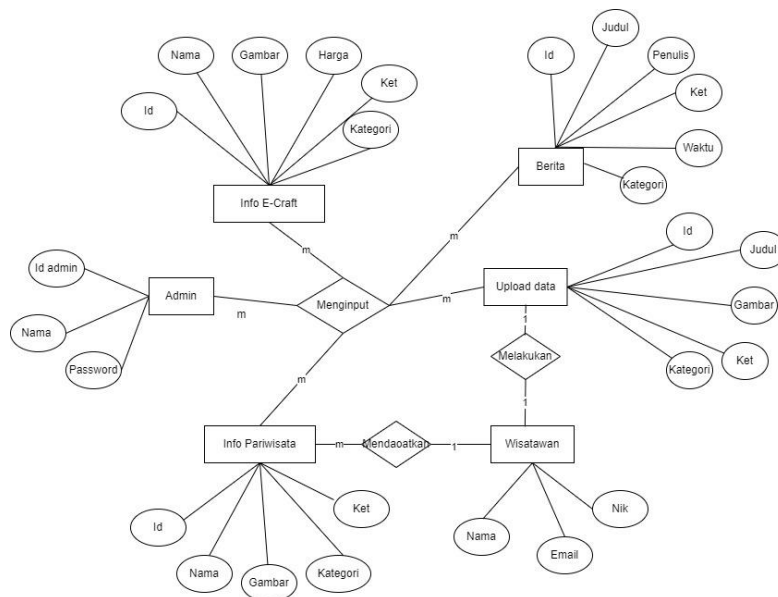 Nama
Gambar
Harga
Ket
Id
Kategori
Info E-Craft
Judul
Id
Penulis
Ket
Waktu
Berita
Kategori
m
m
Id admin
Admin
Nama
Password
m
Menginput
m
m
Id
Judul
Upload data
Gambar
Ket
Kategori
1
Melakukan
1
Info Pariwisata
m
Mendaoatkan
1
Wisatawan
Id
Nama
Gambar
Kategori
Ket
Nama
Email
Nik